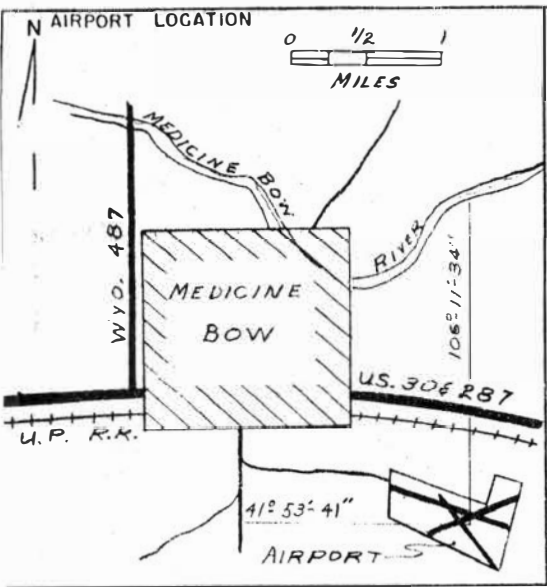 AIRPORT LOCATION
N
0 1/2 1
MILES
MEDICINE BOW
RIVER
WYO. 487
MEDICINE
BOW
106°-11'-34"
U.S. 30 & 287
U.P. R.R.
41° 53'-41"
AIRPORT